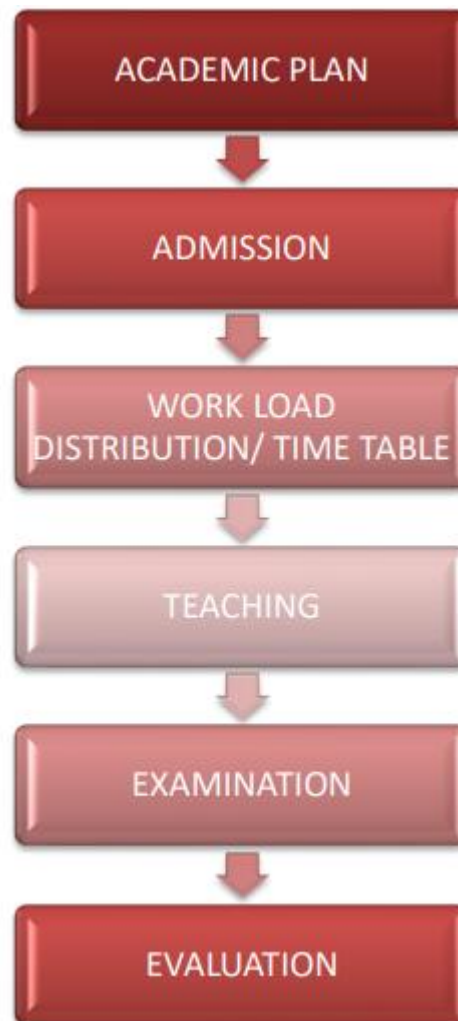 ACADEMIC PLAN
ADMISSION
WORK LOAD
DISTRIBUTION/ TIME TABLE
TEACHING
EXAMINATION
EVALUATION